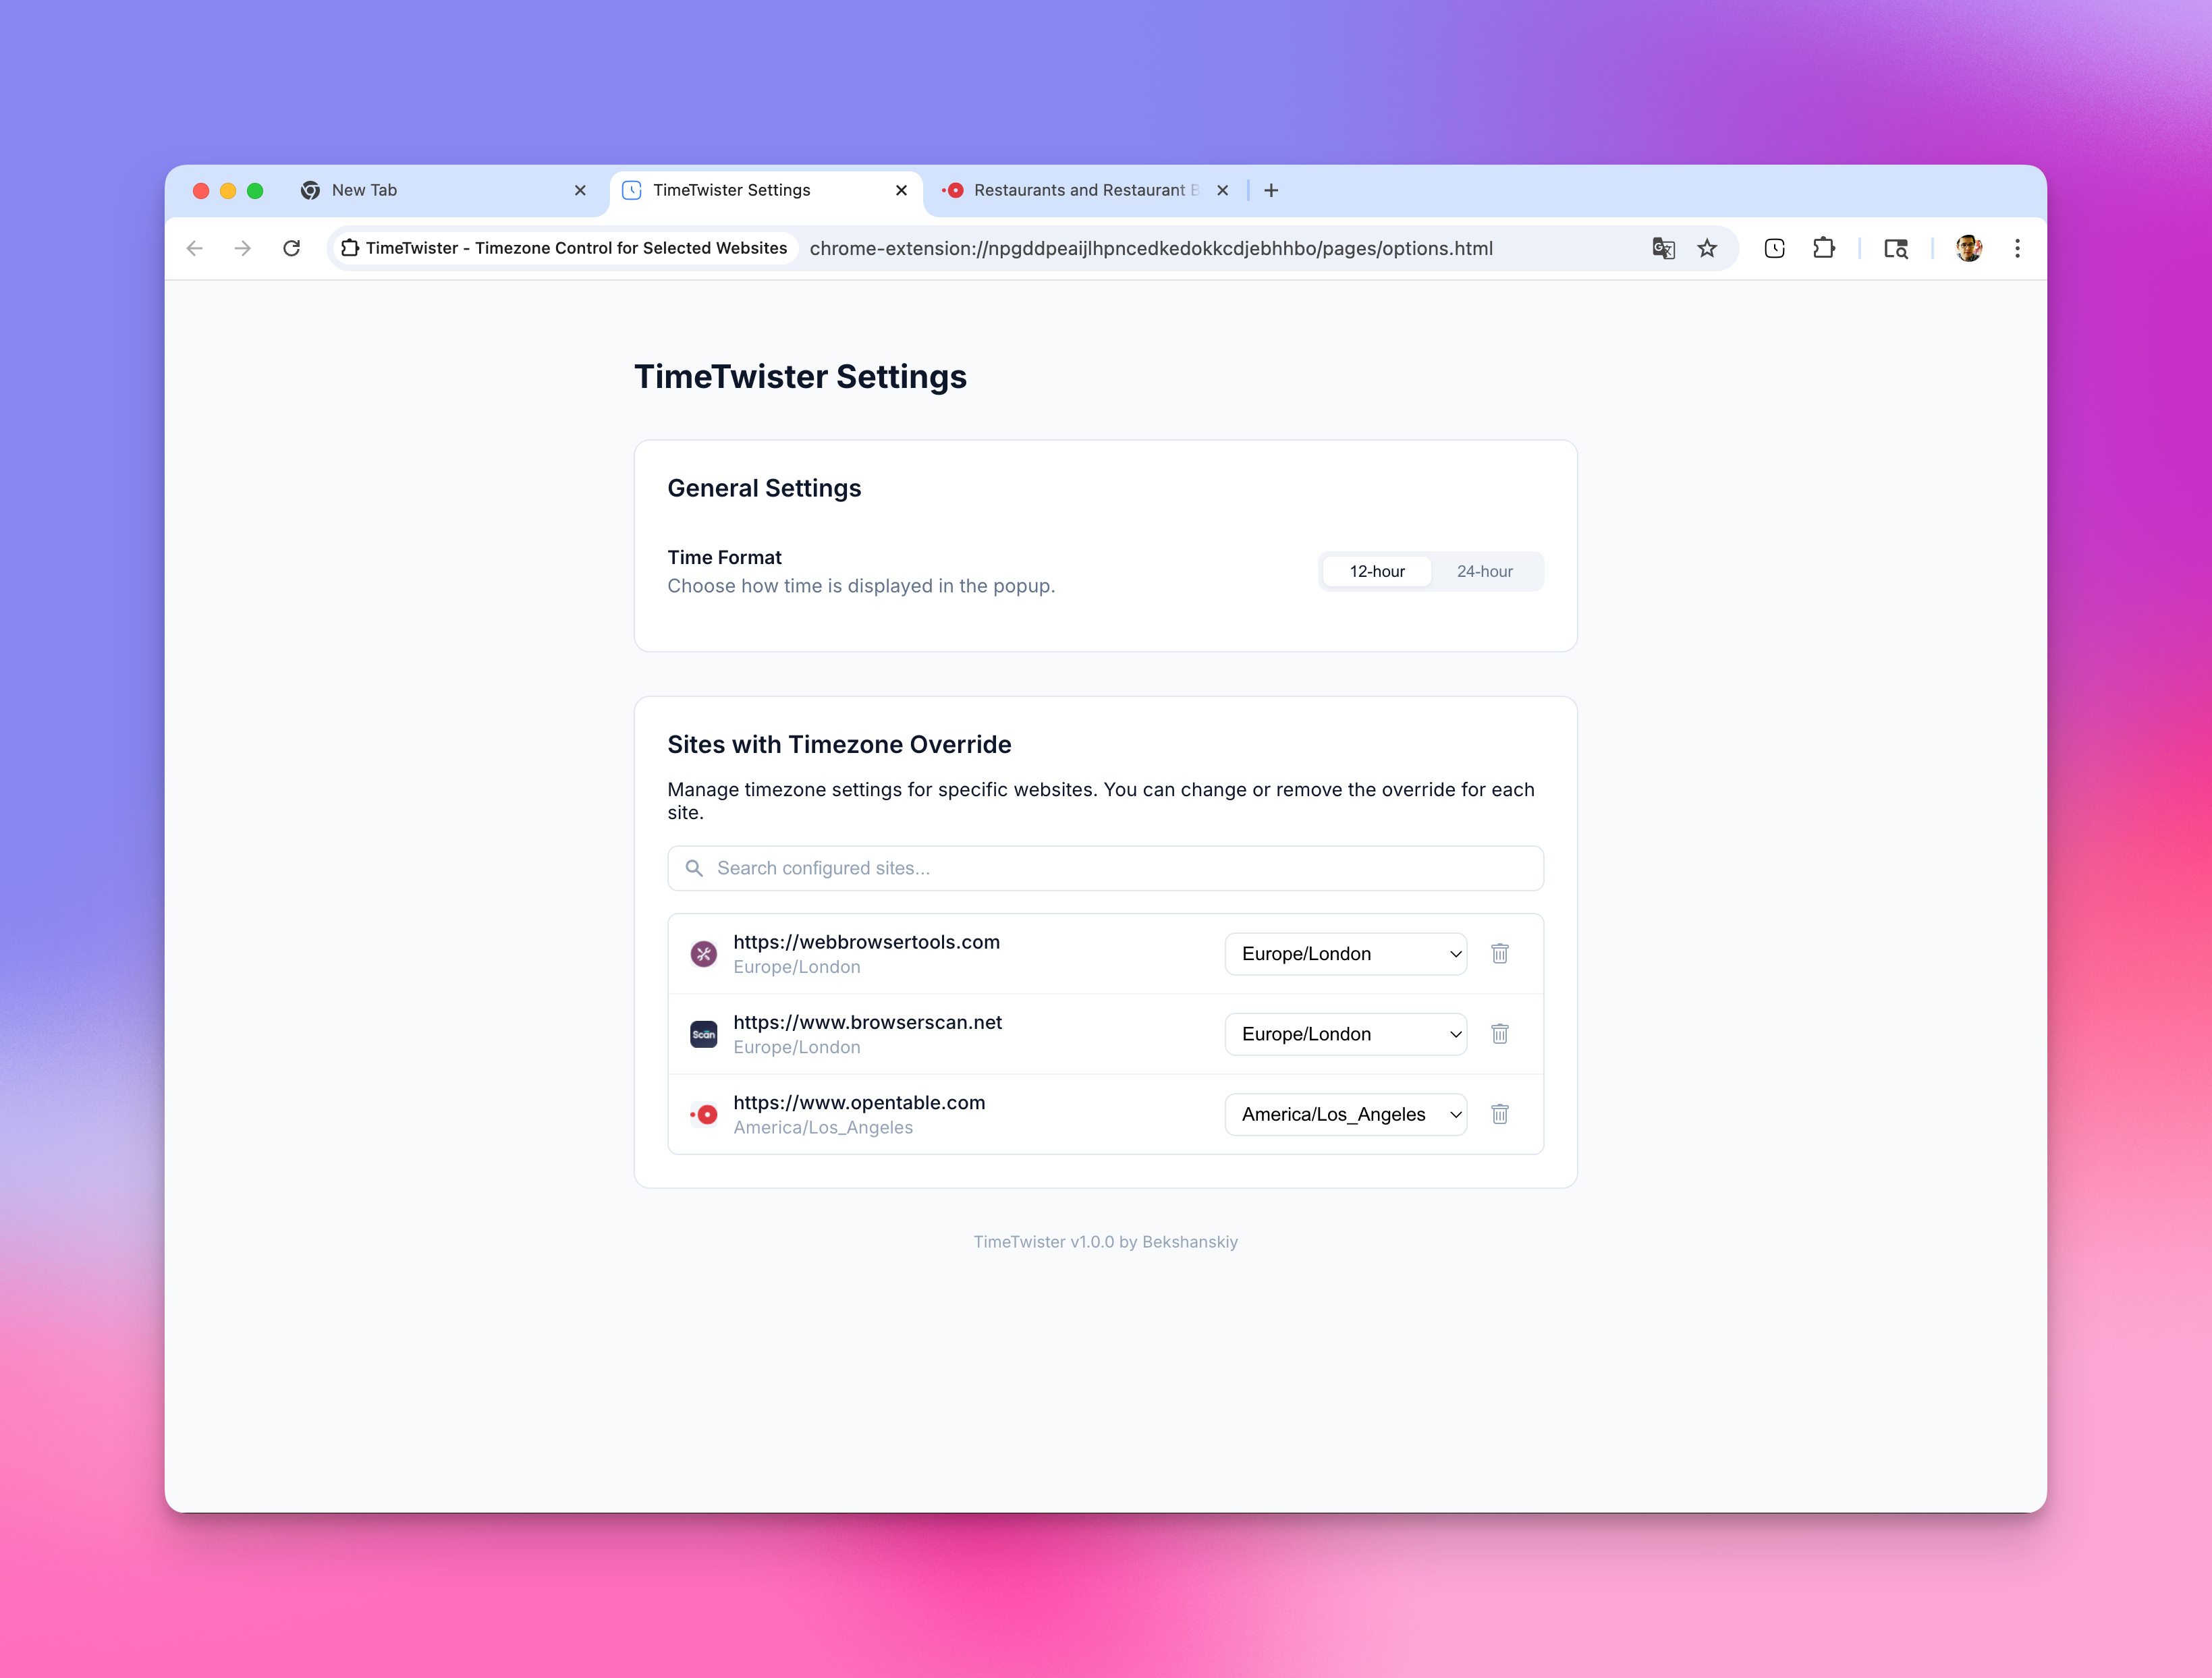 New Tab
TimeTwister Settings
Restaurants and Restaurant
TimeTwister - Timezone Control for Selected Websites
chrome-extension://npgddpeaijlhpncedkedokkcdjebhhbo/pages/options.html
TimeTwister Settings
General Settings
Time Format
Choose how time is displayed in the popup.
12-hour
24-hour
Sites with Timezone Override
Manage timezone settings for specific websites. You can change or remove the override for each
site.
Search configured sites...
https://webbrowsertools.com
Europe/London
Europe/London
Scan
https://www.browserscan.net
Europe/London
Europe/London
https://www.opentable.com
America/Los_Angeles
America/Los_Angeles
TimeTwister v1.0.0 by Bekshanskiy